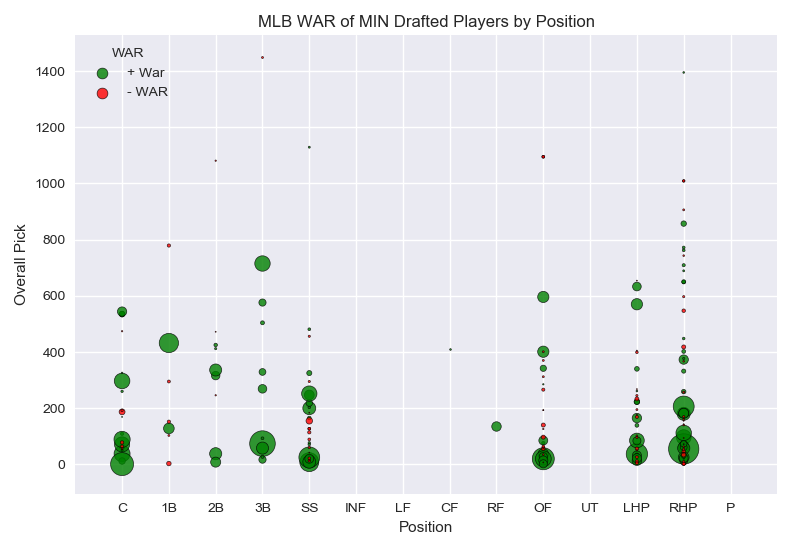 MLB WAR of MIN Drafted Players by Position
WAR
+ War
- WAR
1400
1200
1000
800
600
400
200
0
Overall Pick
C 1B 2B 3B SS INF LF CF RF OF UT LHP RHP P
Position